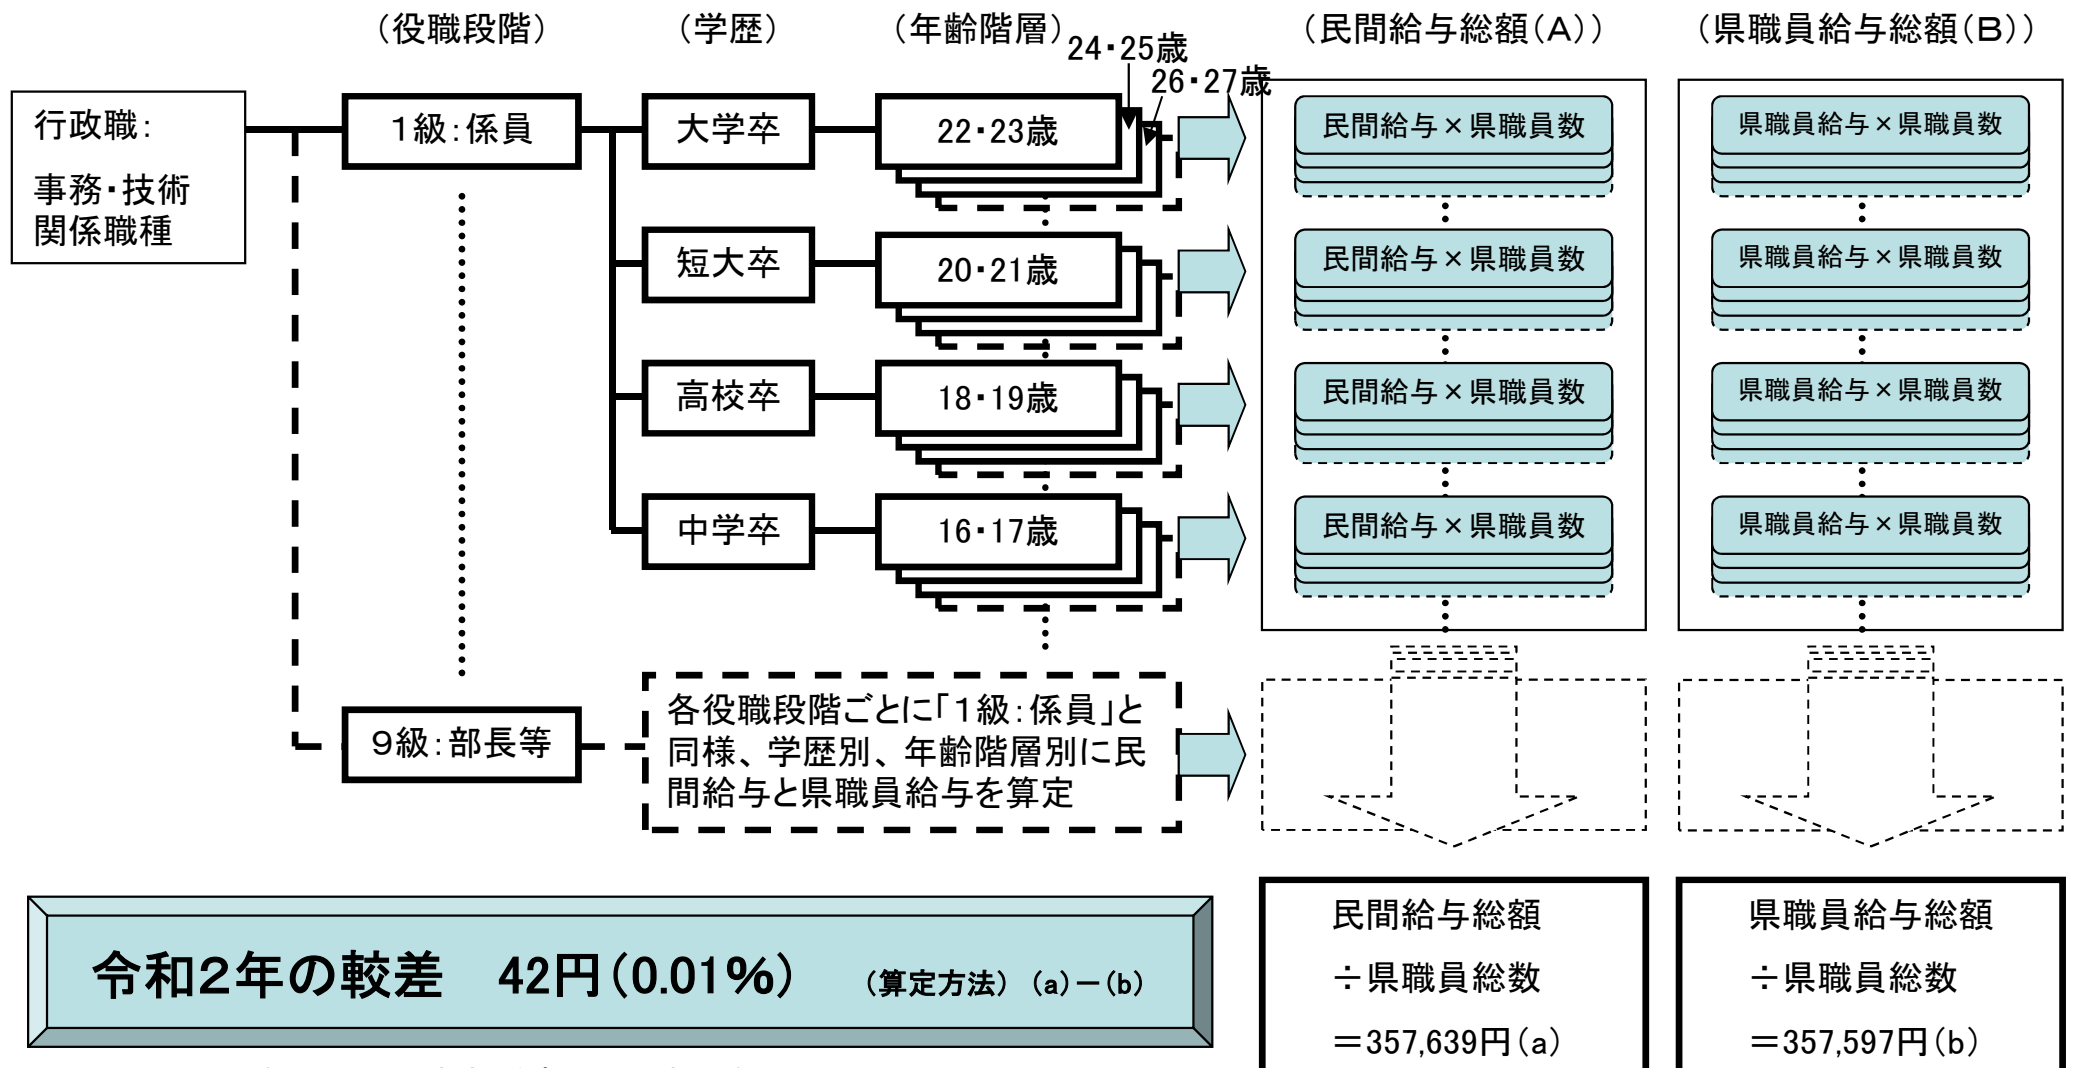 （役職段階）
（学歴）
（年齢階層）
（民間給与総額（Ａ））
（県職員給与総額（Ｂ））
24・25歳
26・27歳
行政職：
事務・技術
関係職種
１級：係員
大学卒
22・23歳
民間給与×県職員数
県職員給与×県職員数
短大卒
20・21歳
民間給与×県職員数
県職員給与×県職員数
高校卒
18・19歳
民間給与×県職員数
県職員給与×県職員数
中学卒
16・17歳
民間給与×県職員数
県職員給与×県職員数
９級：部長等
各役職段階ごとに「１級：係員」と
同様、学歴別、年齢階層別に民
間給与と県職員給与を算定
令和２年の較差　42円（0.01％）　（算定方法）（a）－（b）
民間給与総額
÷県職員総数
＝357,639円（a）
県職員給与総額
÷県職員総数
＝357,597円（b）